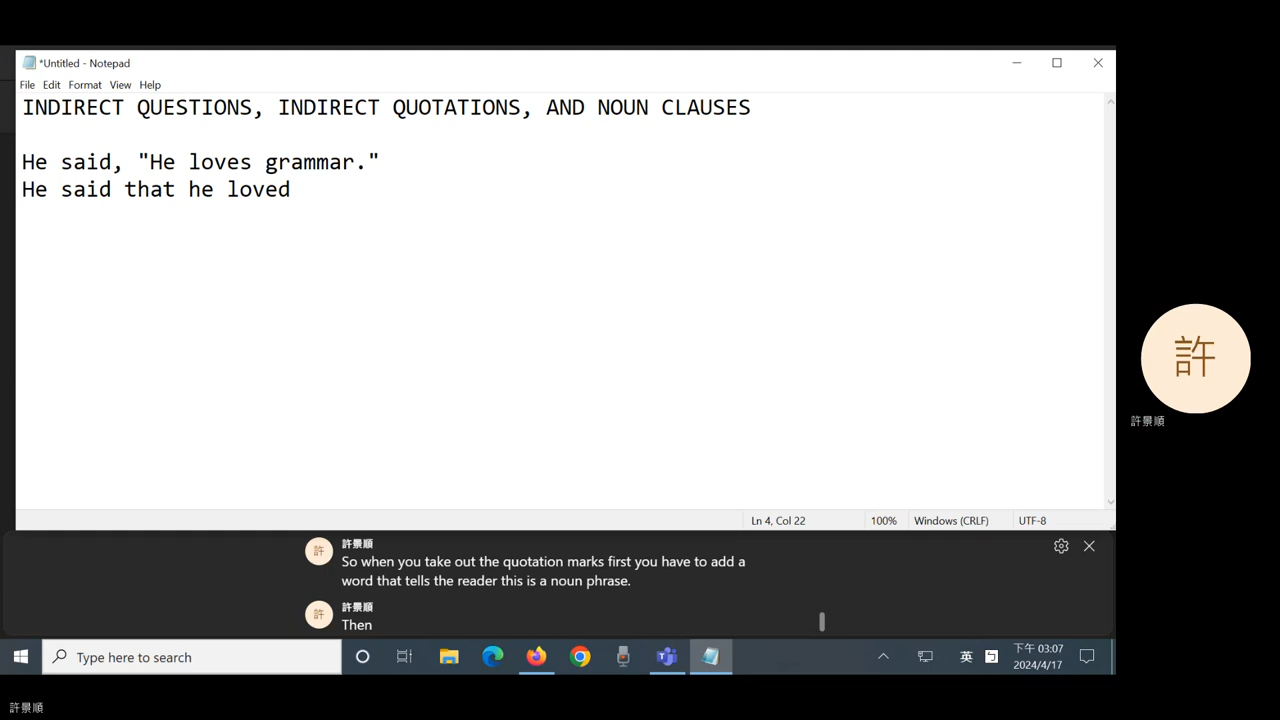 *Untitled - Notepad
File Edit Format View Help
INDIRECT QUESTIONS, INDIRECT QUOTATIONS, AND NOUN CLAUSES
He said, "He loves grammar."
He said that he loved
Ln 4, Col 22
100%
Windows (CRLF)
UTF-8
許
許景順
許
許景順
So when you take out the quotation marks first you have to add a
word that tells the reader this is a noun phrase.
許
許景順
Then
Type here to search
英
下午 03:07
2024/4/17
許景順